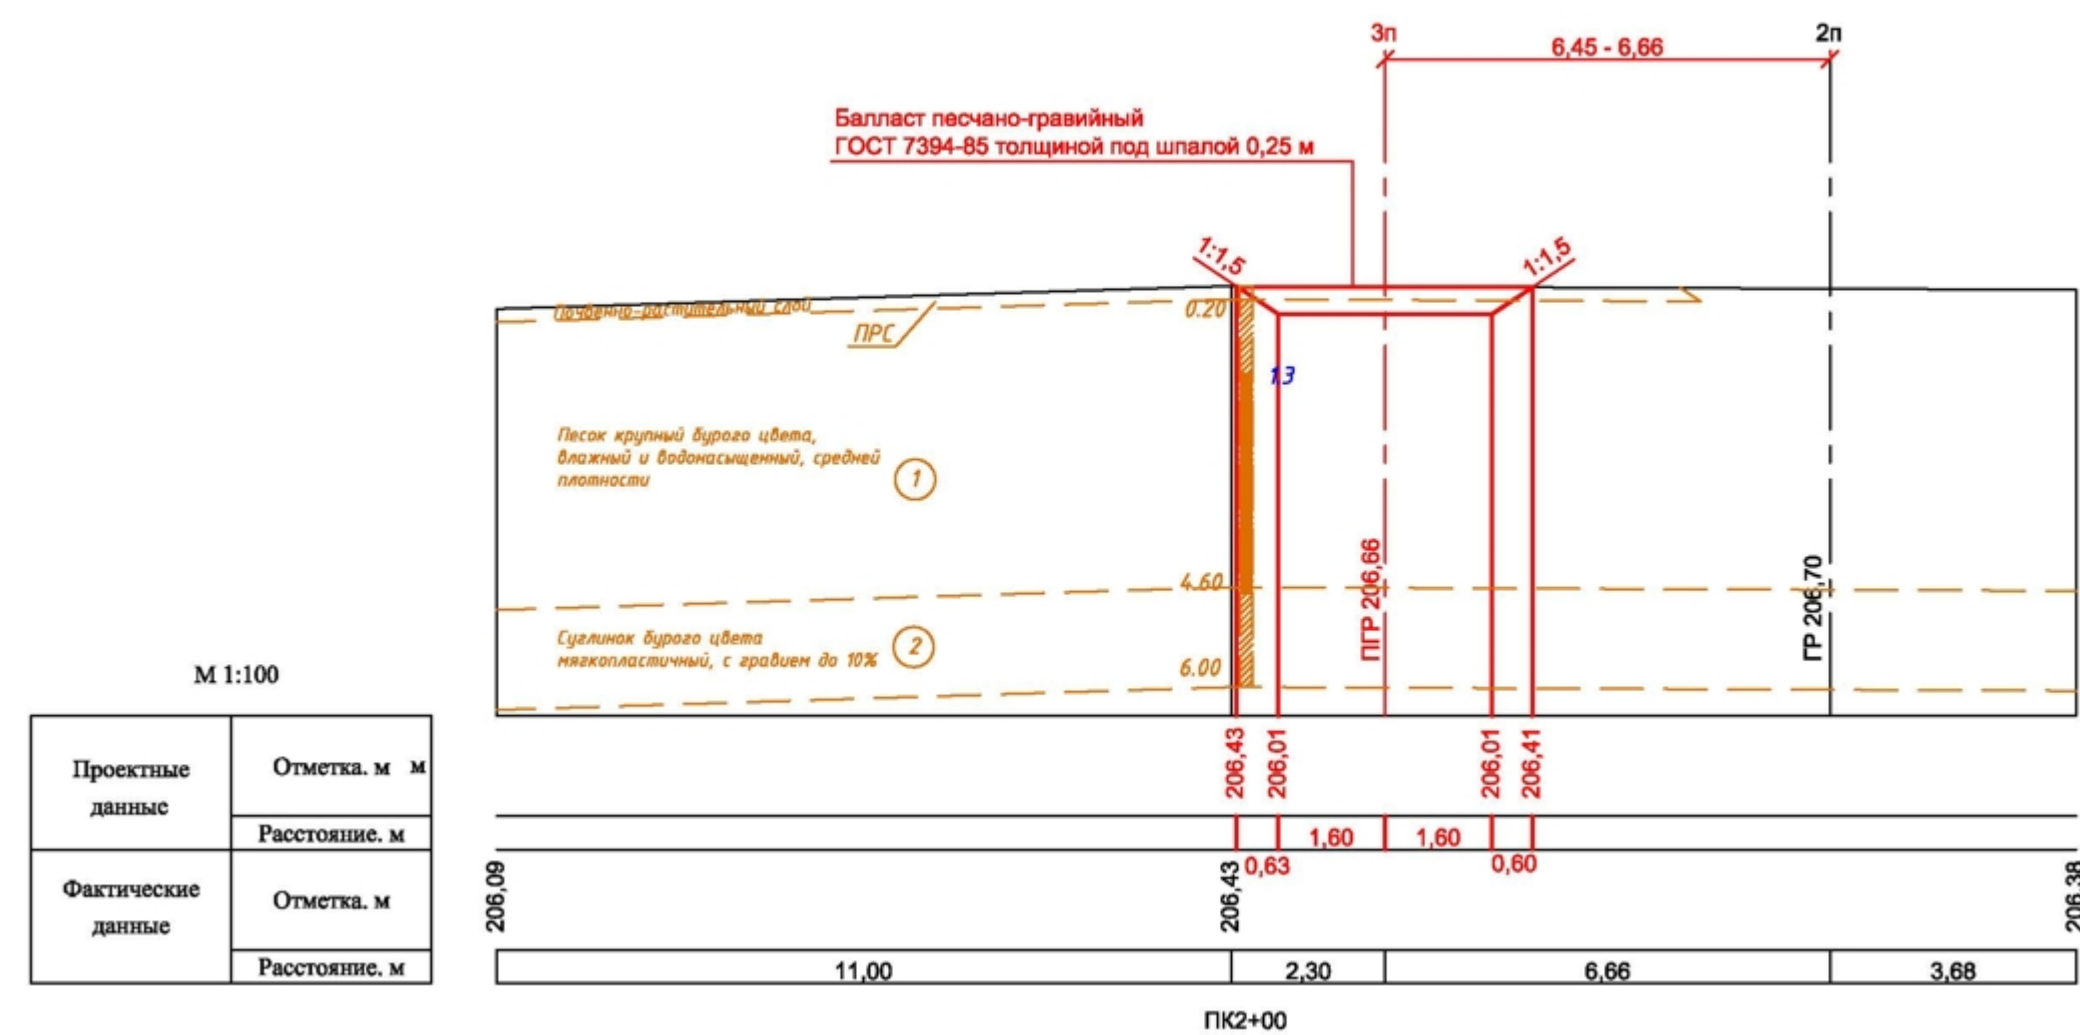 3п
2п
6,45 - 6,66
Балласт песчано-гравийный
ГОСТ 7394-85 толщиной под шпалой 0,25 м
1:1,5
1:1,5
Почвенно-растительный слой
ПРС
0.20
13
Песок крупный бурого цвета,
влажный и водонасыщенный, средней
плотности
1
4.60
Суглинок бурого цвета
мягкопластичный, с гравием до 10%
2
6.00
ПГР 206,66
ГР 206,70
М 1:100
Проектные
данные
Отметка. м м
206,43
206,01
206,01
206,41
Расстояние. м
1,60
1,60
0,63
0,60
Фактические
данные
Отметка. м
206,09
206,43
206,38
Расстояние. м
11,00
2,30
6,66
3,68
ПК2+00